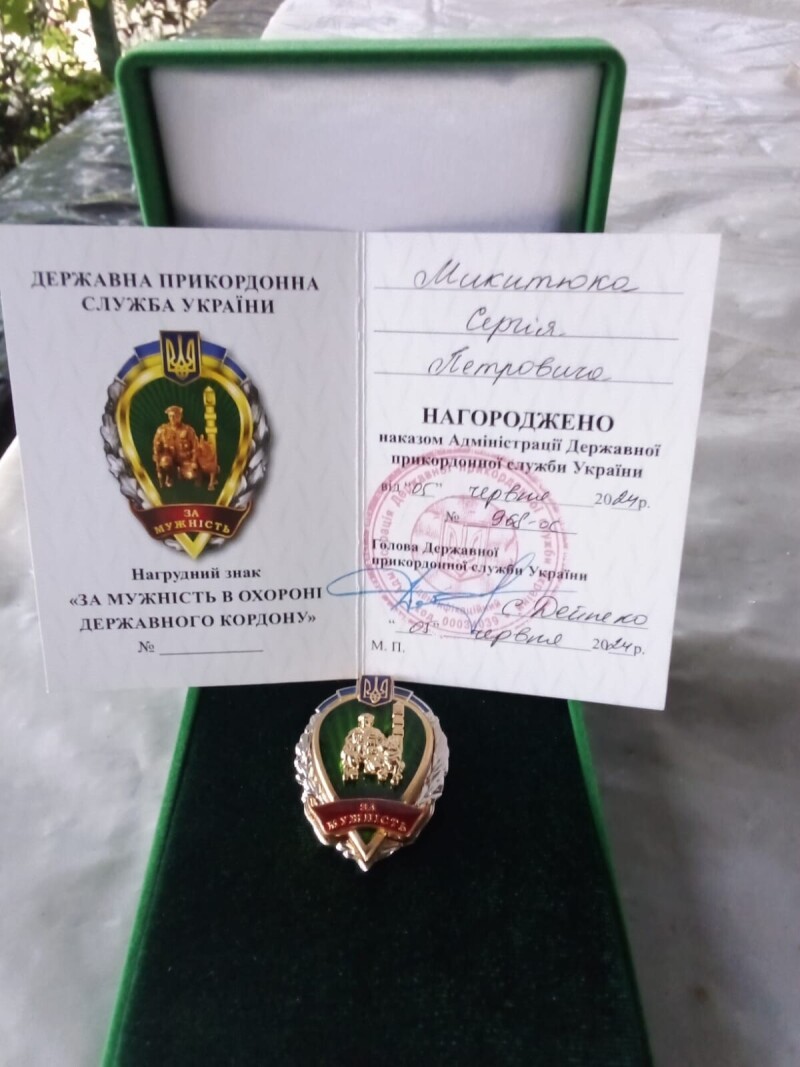 ДЕРЖАВНА ПРИКОРДОННА
СЛУЖБА УКРАЇНИ
ЗА
МУЖНІСТЬ
Нагрудний знак
«ЗА МУЖНІСТЬ В ОХОРОНІ
ДЕРЖАВНОГО КОРДОНУ»
№
Микитюка
Сергія
Петровича
НАГОРОДЖЕНО
наказом Адміністрації Державної
прикордонної служби України
від "05" червня 2024р.
№
Голова Державної
прикордонної служби України
С. Дейнеко
"05" червня 2024р.
М. П.
ЗА
МУЖНІСТЬ